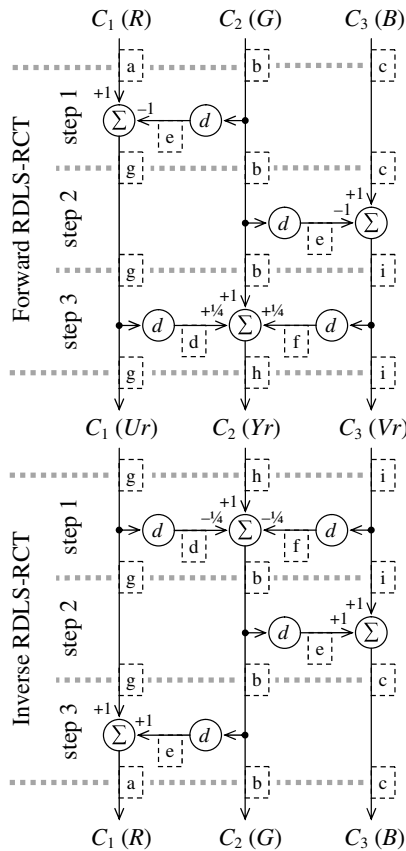 C₁ (R) C₂ (G) C₃ (B)
a b c
+1
step 1
Σ −1 d
e
g b c
+1
step 2
d −1 Σ
e
g b i
+1
step 3
d +¼ Σ +¼ d
d f
g h i
Forward RDLS-RCT
C₁ (Ur) C₂ (Yr) C₃ (Vr)
g h i
+1
step 1
d −¼ Σ −¼ d
d f
g b i
+1
step 2
d +1 Σ
e
g b c
+1
step 3
Σ +1 d
e
a b c
Inverse RDLS-RCT
C₁ (R) C₂ (G) C₃ (B)